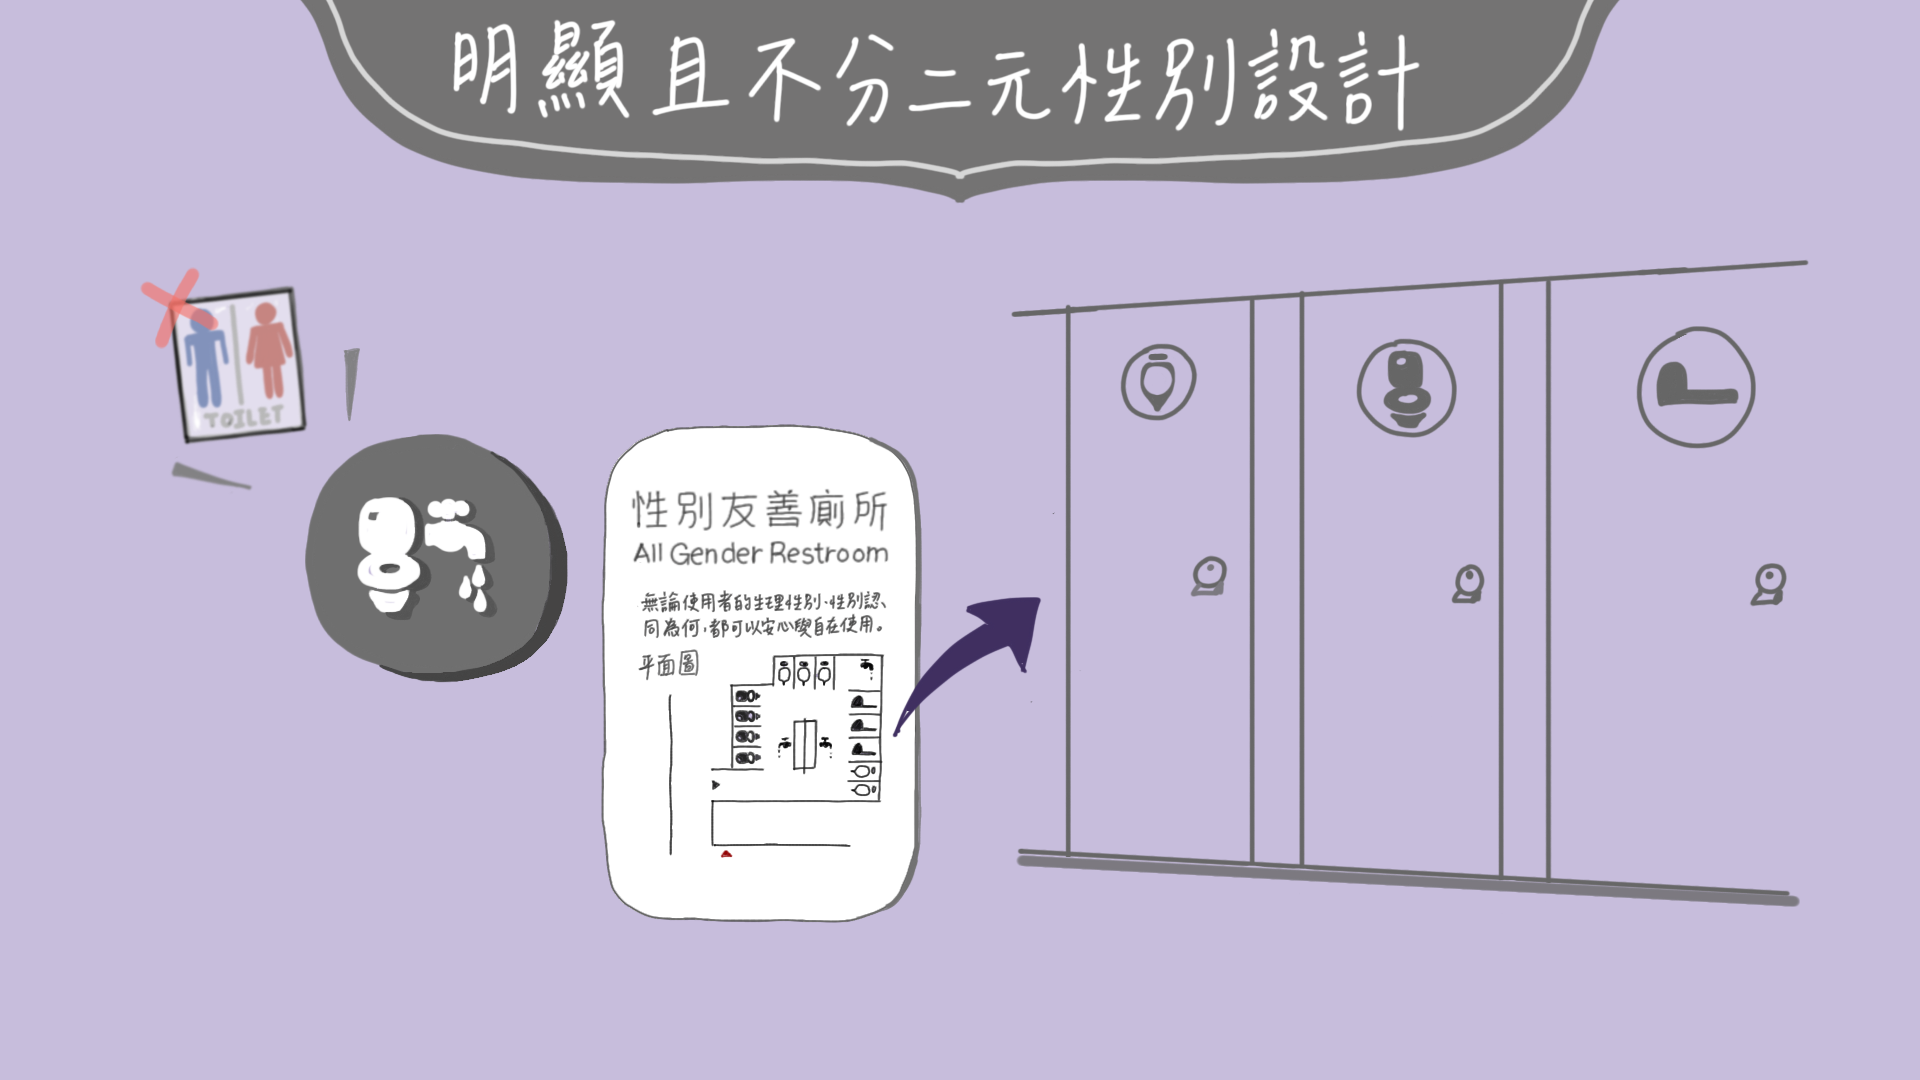 明顯且不分二元性別設計
TOILET
性別友善廁所
All Gender Restroom
無論使用者的生理性別、性別認、
同為何，都可以安心與自在使用。
平面圖